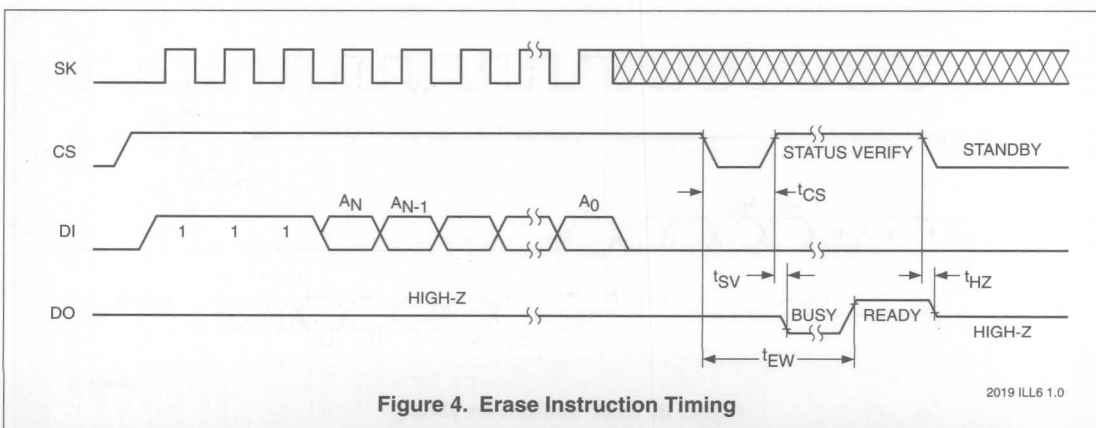 SK
CS
STATUS VERIFY
STANDBY
tCS
AN
AN-1
A0
DI
1 1 1
tSV
tHZ
HIGH-Z
DO
BUSY
READY
HIGH-Z
tEW
2019 ILL6 1.0
Figure 4. Erase Instruction Timing